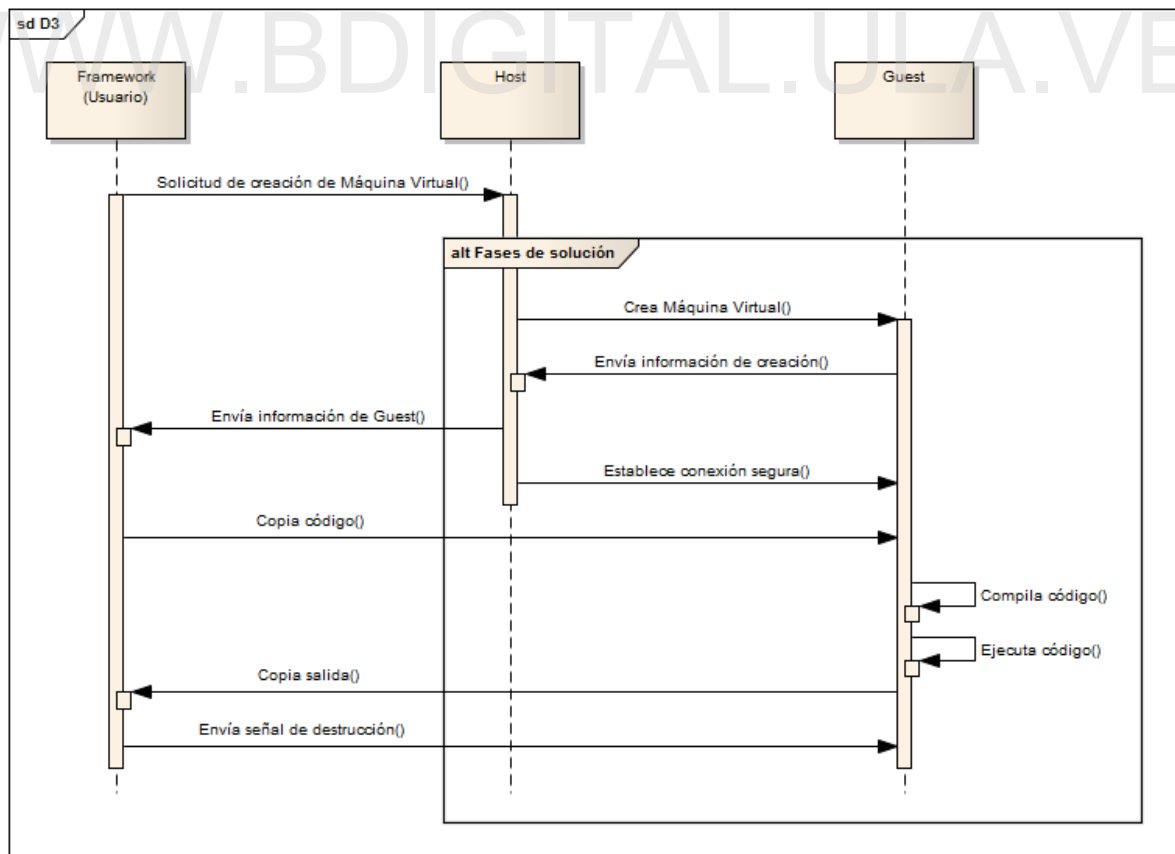 sd D3
WWW.BDIGITAL.ULA.VE
Framework
(Usuario)
Host
Guest
Solicitud de creación de Máquina Virtual()
alt Fases de solución
Crea Máquina Virtual()
Envía información de creación()
Envía información de Guest()
Establece conexión segura()
Copia código()
Compila código()
Ejecuta código()
Copia salida()
Envía señal de destrucción()